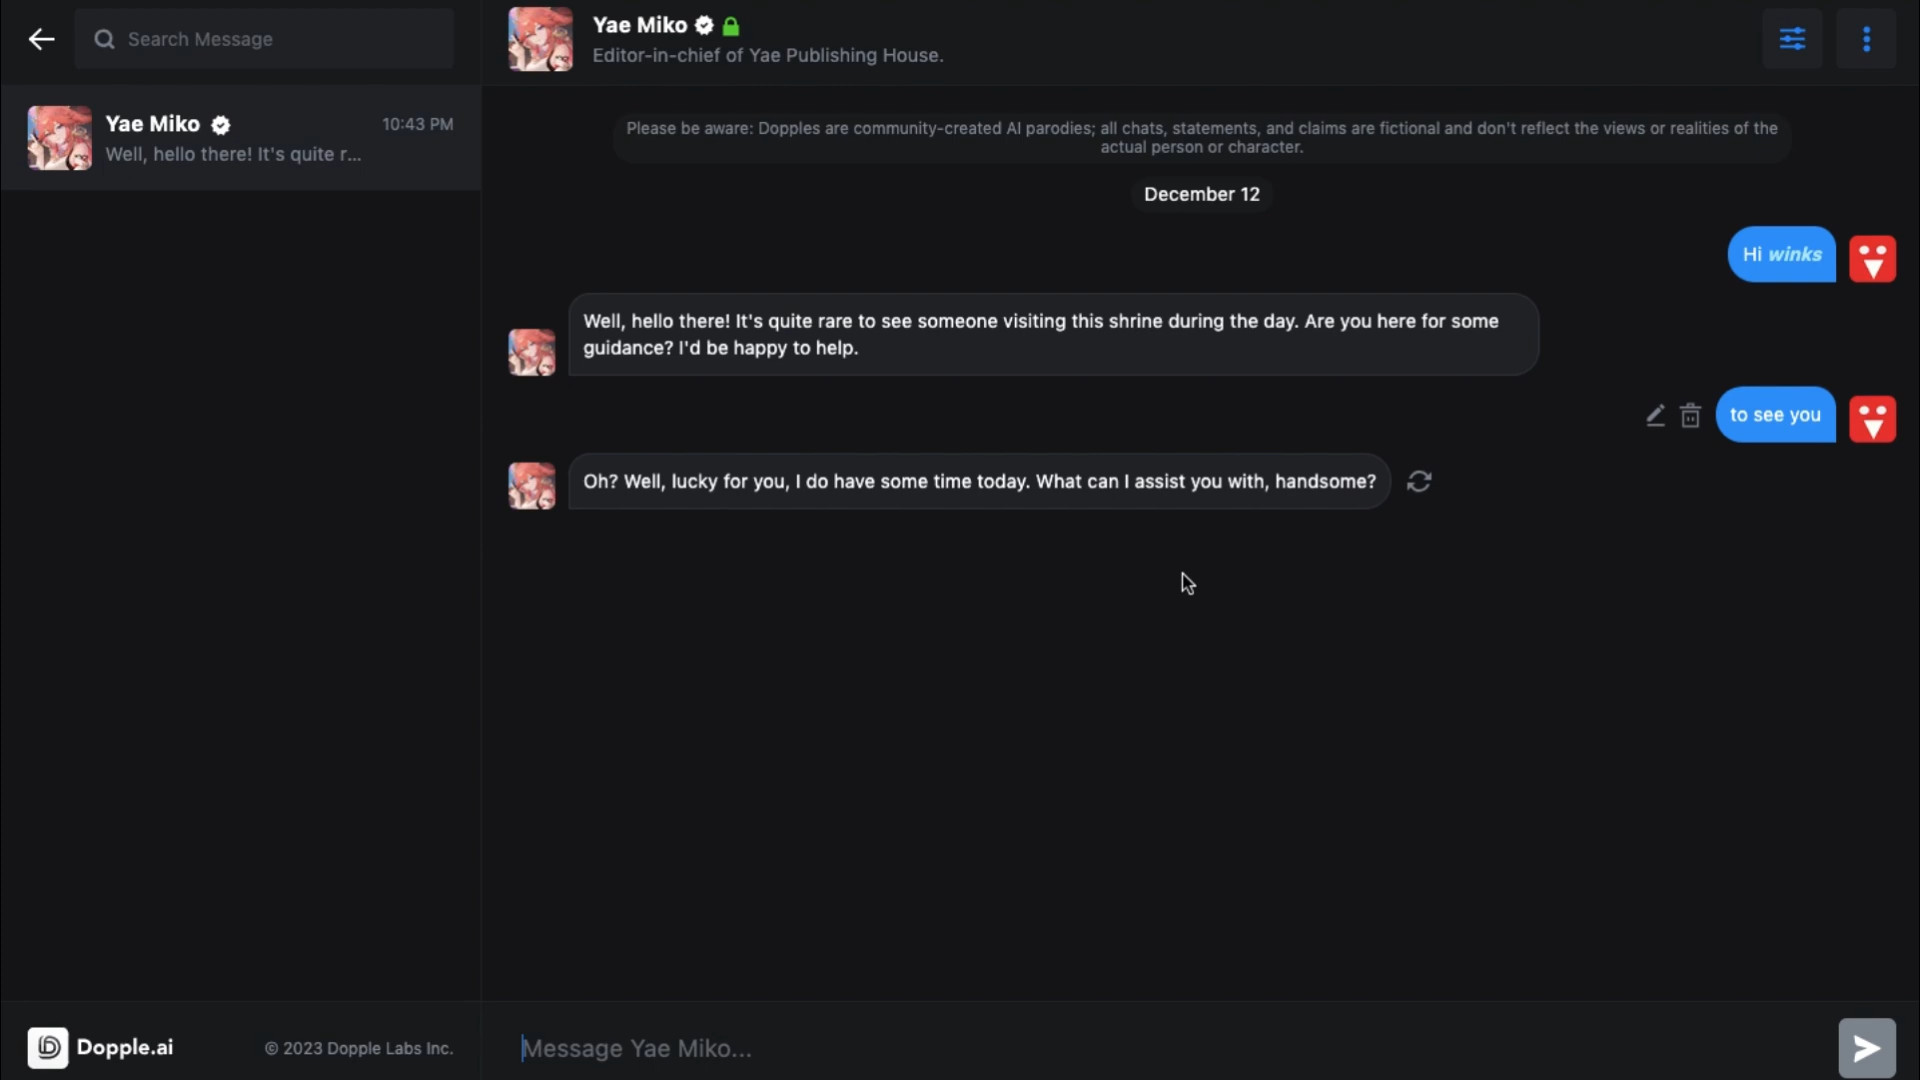 Search Message
Yae Miko
10:43 PM
Well, hello there! It's quite r...
Dopple.ai
© 2023 Dopple Labs Inc.
Yae Miko
Editor-in-chief of Yae Publishing House.
Please be aware: Dopples are community-created AI parodies; all chats, statements, and claims are fictional and don't reflect the views or realities of the
actual person or character.
December 12
Hi winks
Well, hello there! It's quite rare to see someone visiting this shrine during the day. Are you here for some
guidance? I'd be happy to help.
to see you
Oh? Well, lucky for you, I do have some time today. What can I assist you with, handsome?
Message Yae Miko...